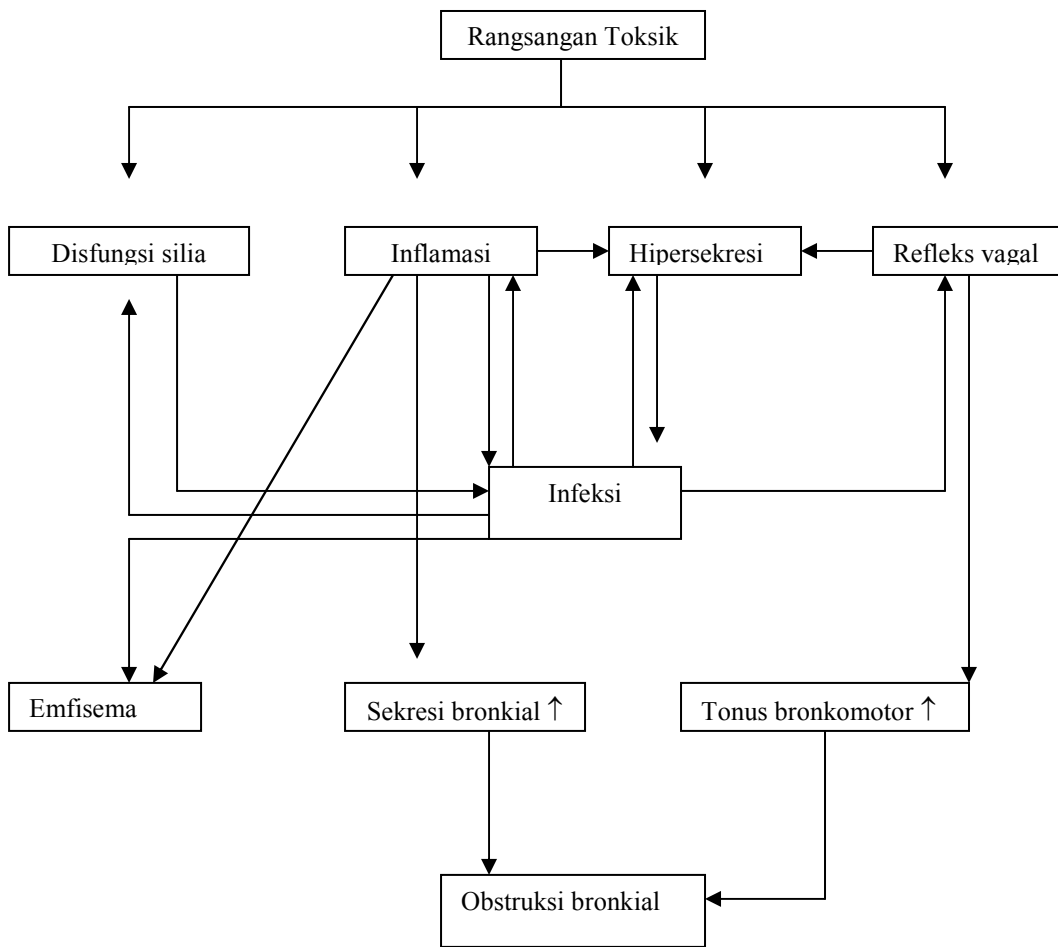 Rangsangan Toksik
Disfungsi silia
Inflamasi
Hipersekresi
Refleks vagal
Infeksi
Emfisema
Sekresi bronkial ↑
Tonus bronkomotor ↑
Obstruksi bronkial